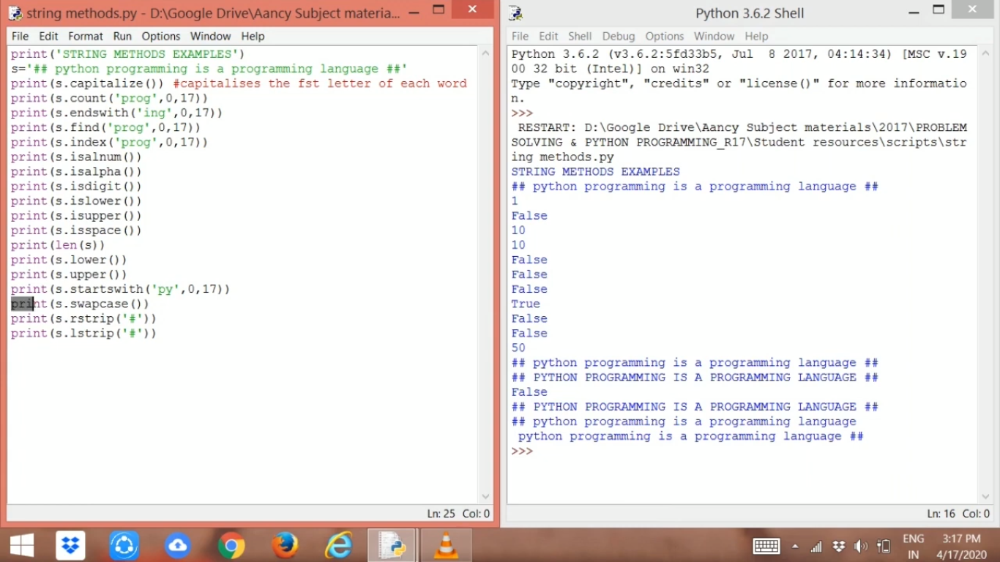 string methods.py - D:\Google Drive\Aancy Subject materia...
File Edit Format Run Options Window Help
print('STRING METHODS EXAMPLES')
s='## python programming is a programming language ##'
print(s.capitalize()) #capitalises the fst letter of each word
print(s.count('prog',0,17))
print(s.endswith('ing',0,17))
print(s.find('prog',0,17))
print(s.index('prog',0,17))
print(s.isalnum())
print(s.isalpha())
print(s.isdigit())
print(s.islower())
print(s.isupper())
print(s.isspace())
print(len(s))
print(s.lower())
print(s.upper())
print(s.startswith('py',0,17))
print(s.swapcase())
print(s.rstrip('#'))
print(s.lstrip('#'))
Ln: 25 Col: 0
Python 3.6.2 Shell
File Edit Shell Debug Options Window Help
Python 3.6.2 (v3.6.2:5fd33b5, Jul  8 2017, 04:14:34) [MSC v.19
00 32 bit (Intel)] on win32
Type "copyright", "credits" or "license()" for more informatio
n.
>>>
 RESTART: D:\Google Drive\Aancy Subject materials\2017\PROBLEM
SOLVING & PYTHON PROGRAMMING_R17\Student resources\scripts\str
ing methods.py
STRING METHODS EXAMPLES
## python programming is a programming language ##
1
False
10
10
False
False
False
True
False
False
50
## python programming is a programming language ##
## PYTHON PROGRAMMING IS A PROGRAMMING LANGUAGE ##
False
## PYTHON PROGRAMMING IS A PROGRAMMING LANGUAGE ##
## python programming is a programming language
 python programming is a programming language ##
>>>
Ln: 16 Col: 0
ENG 3:17 PM
IN 4/17/2020